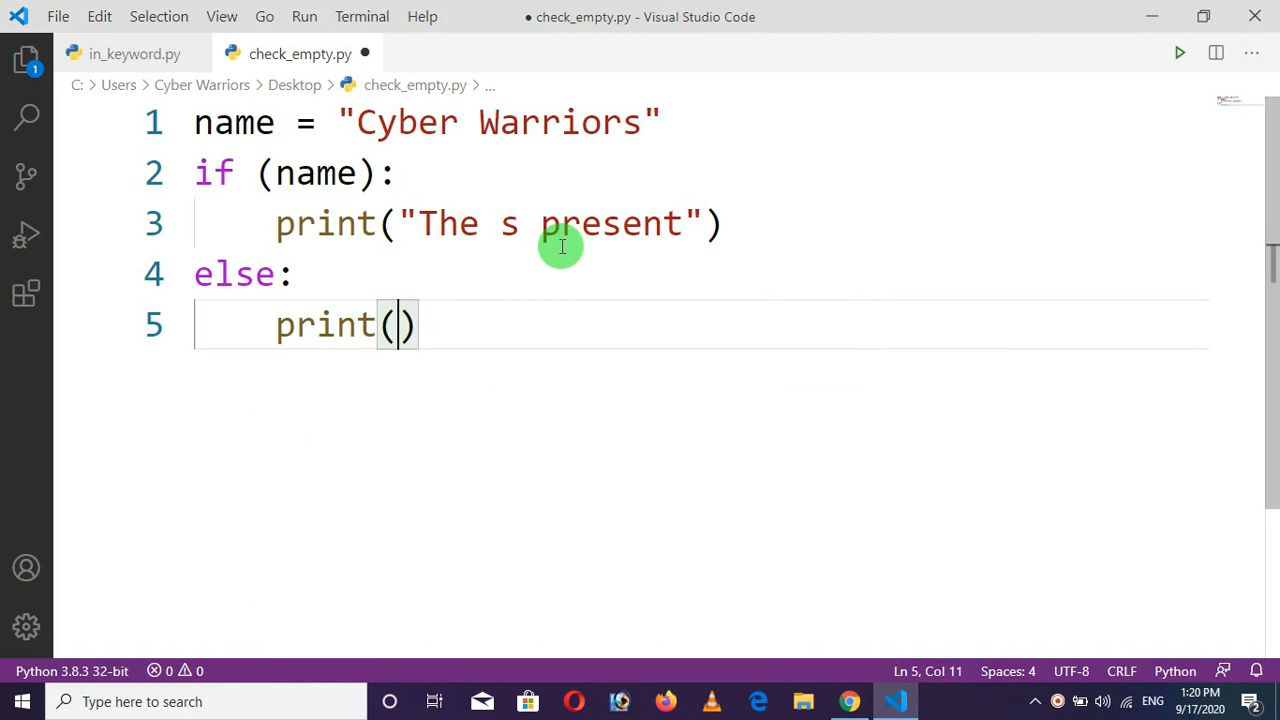 File Edit Selection View Go Run Terminal Help ● check_empty.py - Visual Studio Code
in_keyword.py check_empty.py ●
C: > Users > Cyber Warriors > Desktop > check_empty.py > ...
1 name = "Cyber Warriors"
2 if (name):
3 print("The s present")
4 else:
5 print()
1
Python 3.8.3 32-bit 0 0 Ln 5, Col 11 Spaces: 4 UTF-8 CRLF Python
Type here to search ENG 1:20 PM
9/17/2020 2